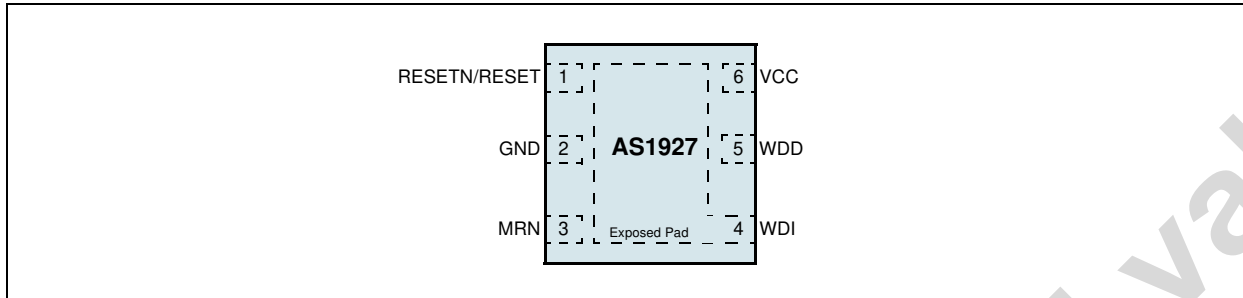 RESETN/RESET 1 6 VCC
GND 2 AS1927 5 WDD
MRN 3 Exposed Pad 4 WDI